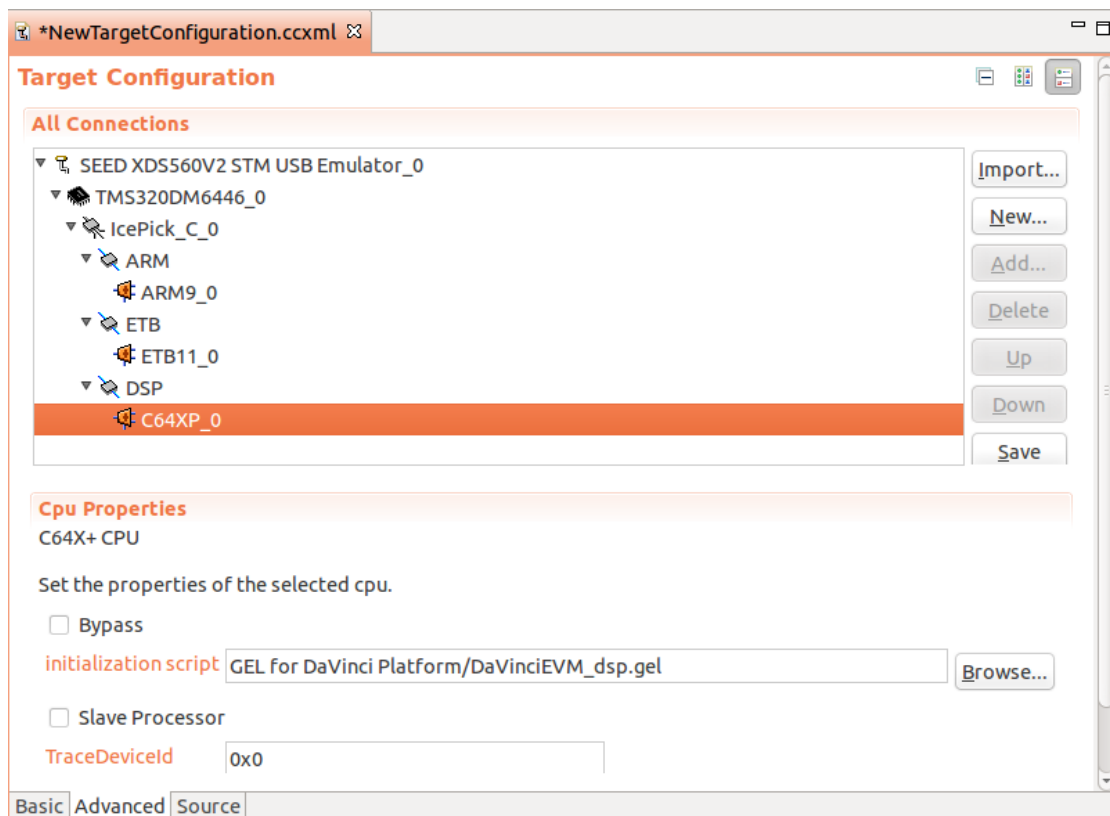 *NewTargetConfiguration.ccxml
Target Configuration
All Connections
SEED XDS560V2 STM USB Emulator_0
TMS320DM6446_0
IcePick_C_0
ARM
ARM9_0
ETB
ETB11_0
DSP
C64XP_0
Import...
New...
Add...
Delete
Up
Down
Save
Cpu Properties
C64X+ CPU
Set the properties of the selected cpu.
Bypass
initialization script GEL for DaVinci Platform/DaVinciEVM_dsp.gel Browse...
Slave Processor
TraceDeviceId 0x0
Basic Advanced Source